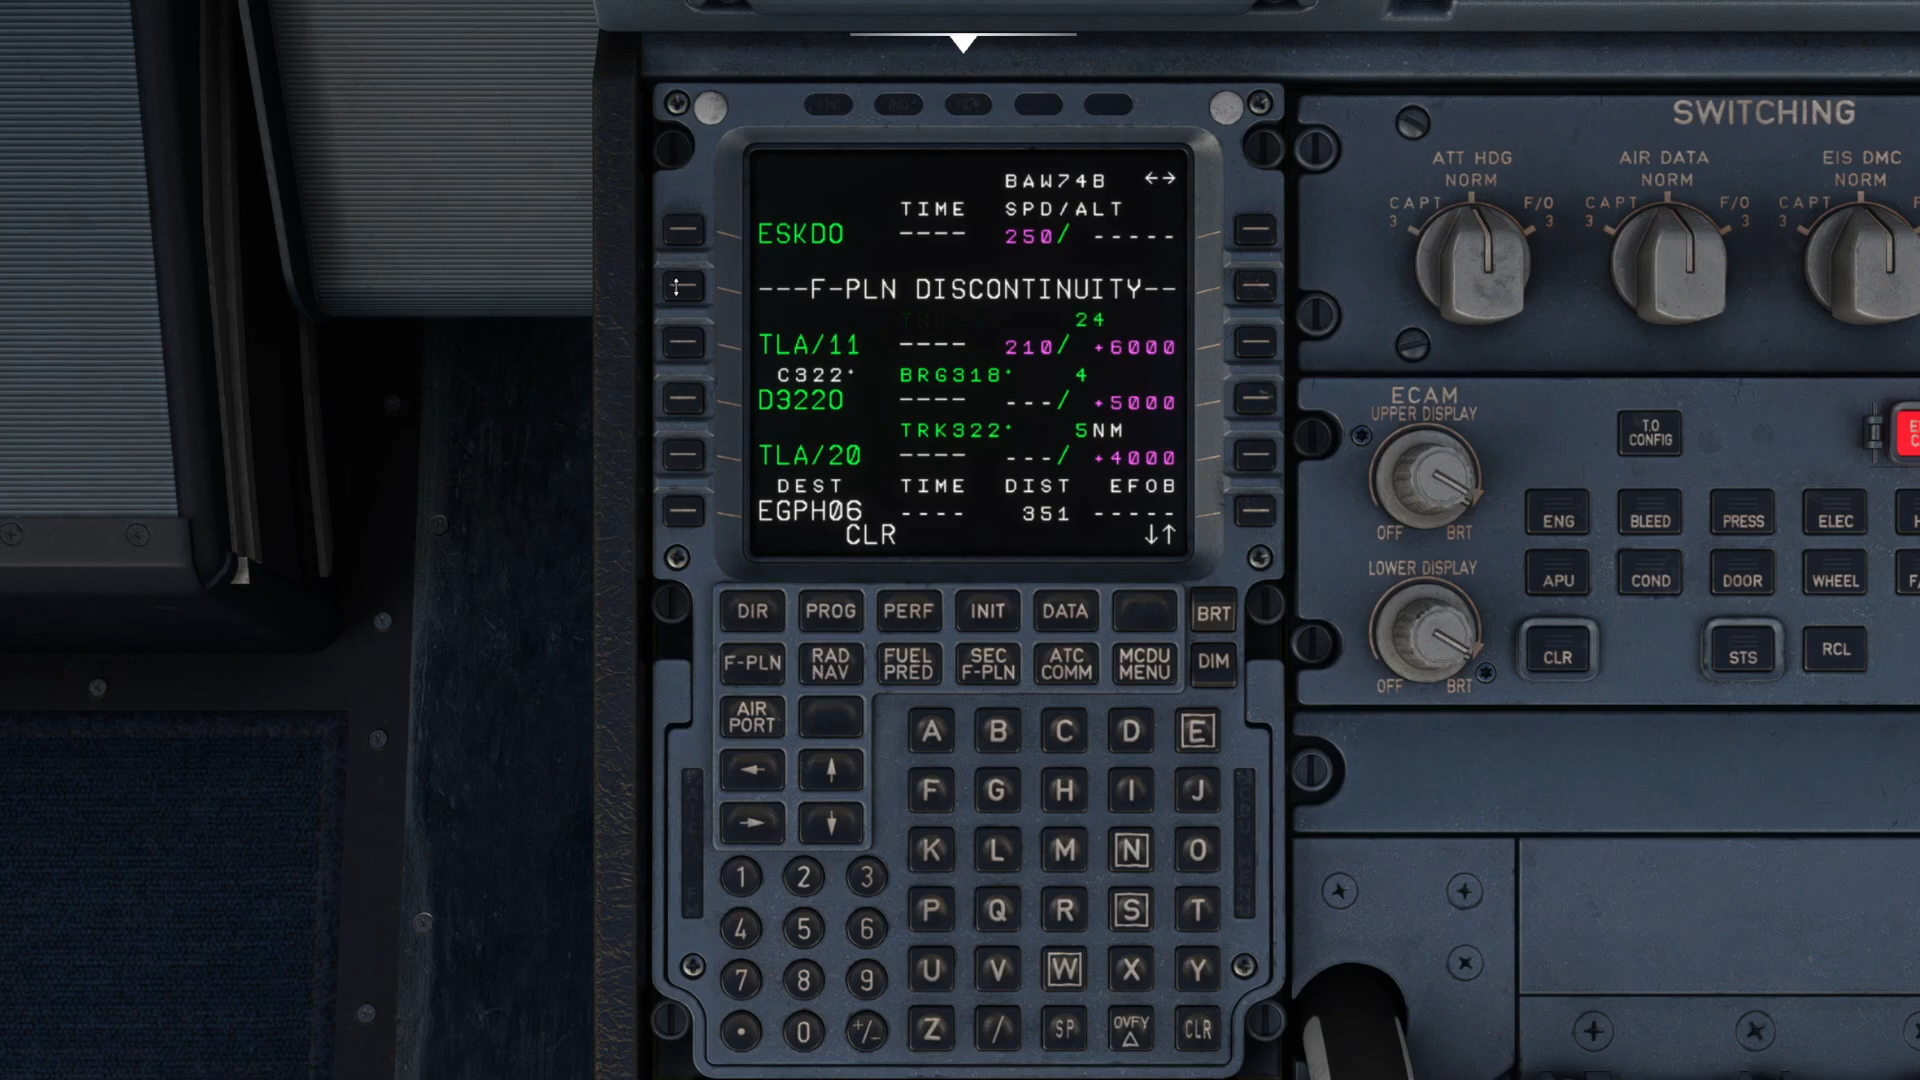 BAW74B ←→
TIME SPD/ALT
ESKDO ---- 250/ -----
---F-PLN DISCONTINUITY--
24
TLA/11 ---- 210/ +6000
C322° BRG318° 4
D322O ---- ---/ +5000
TRK322° 5NM
TLA/20 ---- ---/ +4000
DEST TIME DIST EFOB
EGPH06 ---- 351 -----
CLR ↓↑
DIR PROG PERF INIT DATA BRT
F-PLN RAD NAV FUEL PRED SEC F-PLN ATC COMM MCDU MENU DIM
AIR PORT
← ↑
→ ↓
A B C D E
F G H I J
K L M N O
P Q R S T
U V W X Y
Z / SP OVFY Δ CLR
1 2 3
4 5 6
7 8 9
• 0 +/-
SWITCHING
ATT HDG AIR DATA EIS DMC
NORM NORM NORM
CAPT 3 F/O 3 CAPT 3 F/O 3 CAPT 3
ECAM
UPPER DISPLAY
OFF BRT
LOWER DISPLAY
OFF BRT
T.O CONFIG
ENG BLEED PRESS ELEC
APU COND DOOR WHEEL
CLR STS RCL